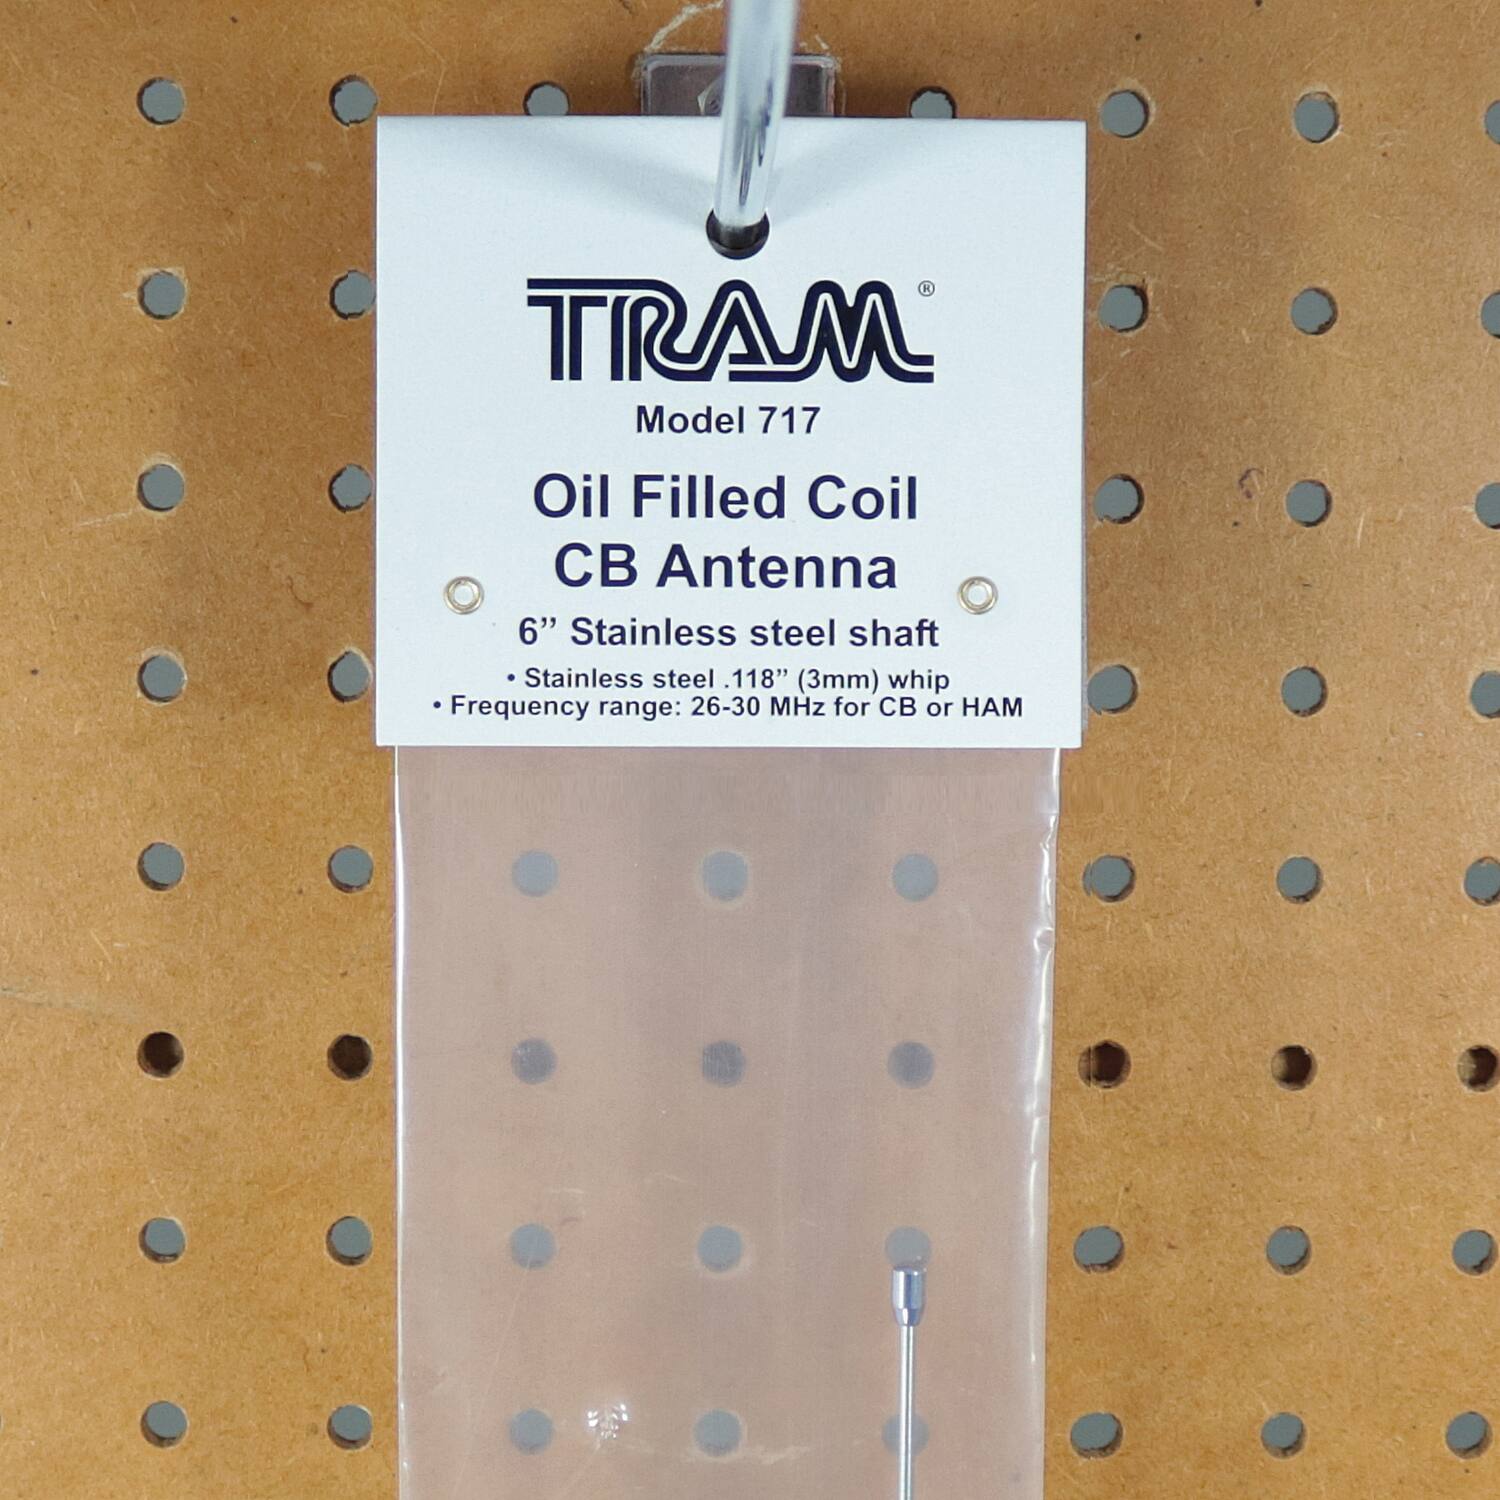 TRAM®
Model 717
Oil Filled Coil
CB Antenna
6” Stainless steel shaft
• Stainless steel .118” (3mm) whip
• Frequency range: 26-30 MHz for CB or HAM